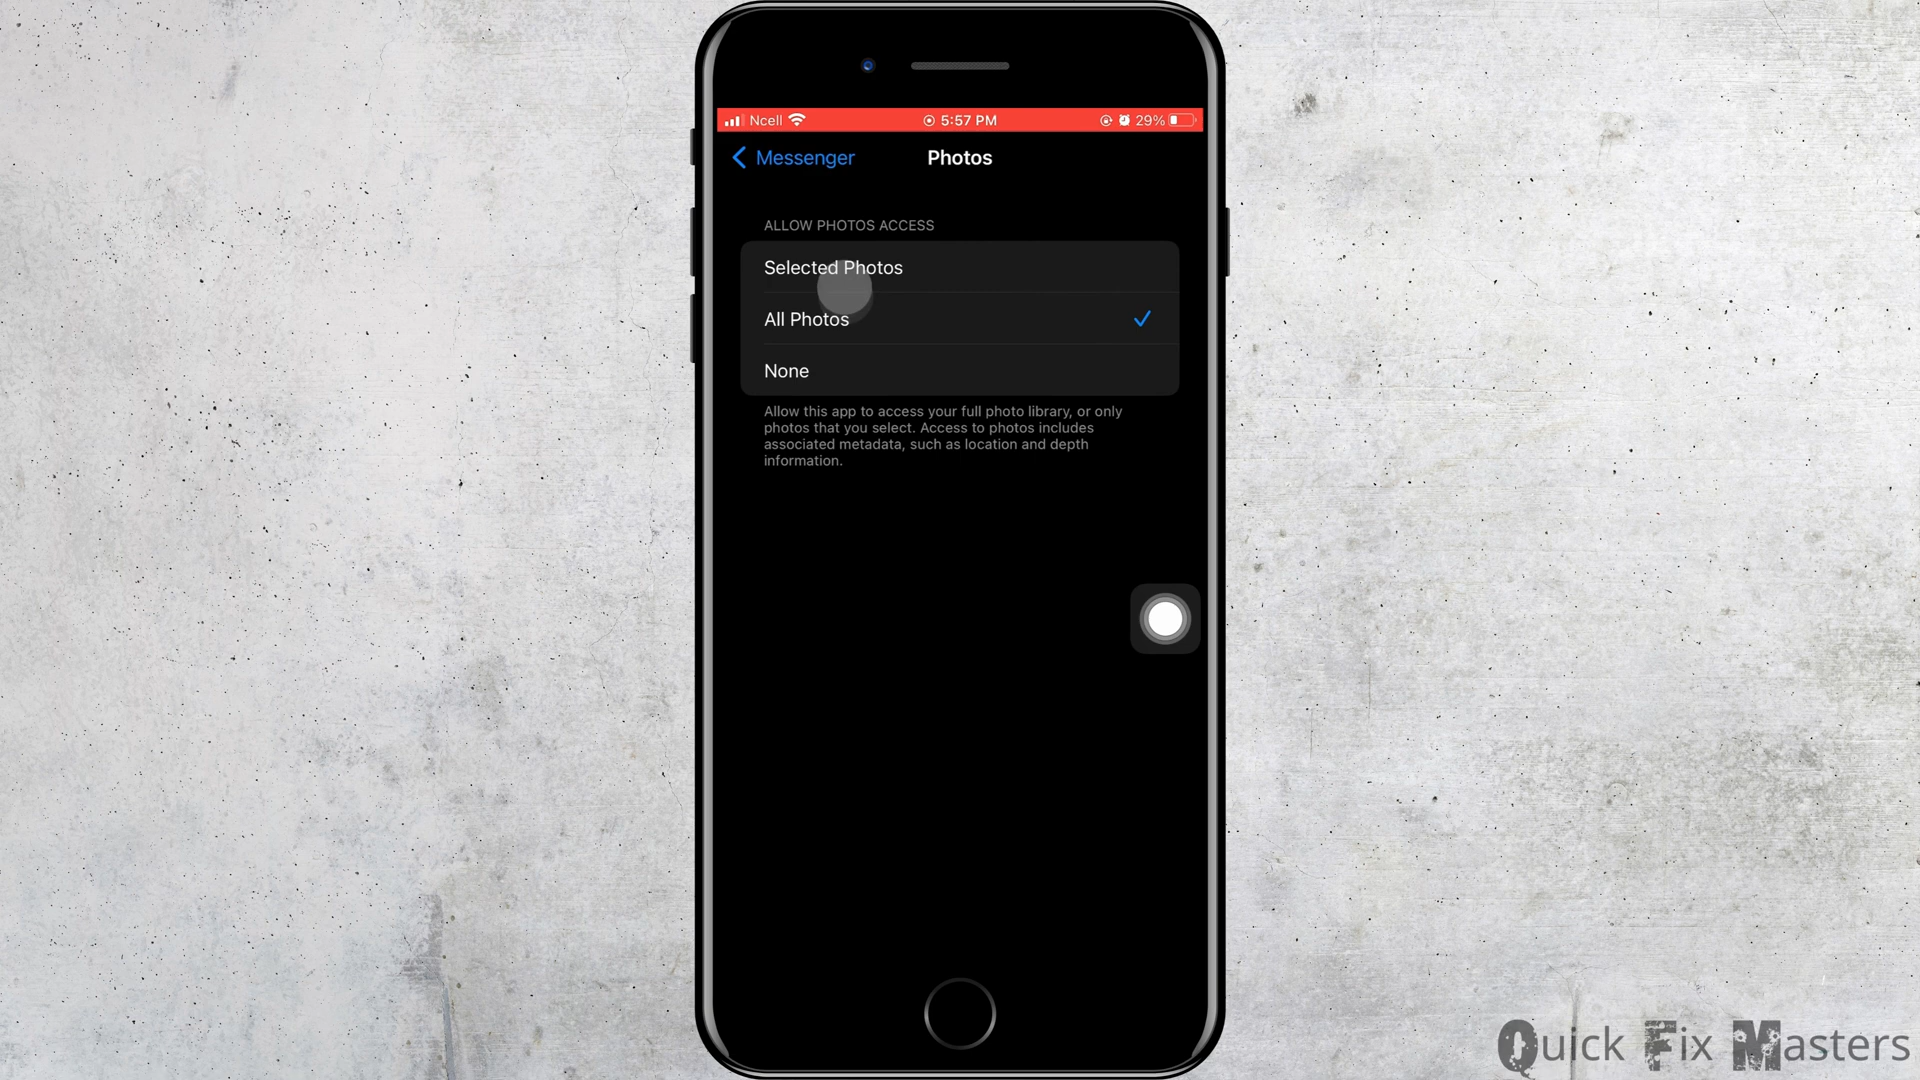 Ncell 5:57 PM 29%
Messenger Photos
ALLOW PHOTOS ACCESS
Selected Photos
All Photos
None
Allow this app to access your full photo library, or only
photos that you select. Access to photos includes
associated metadata, such as location and depth
information.
Quick Fix Masters